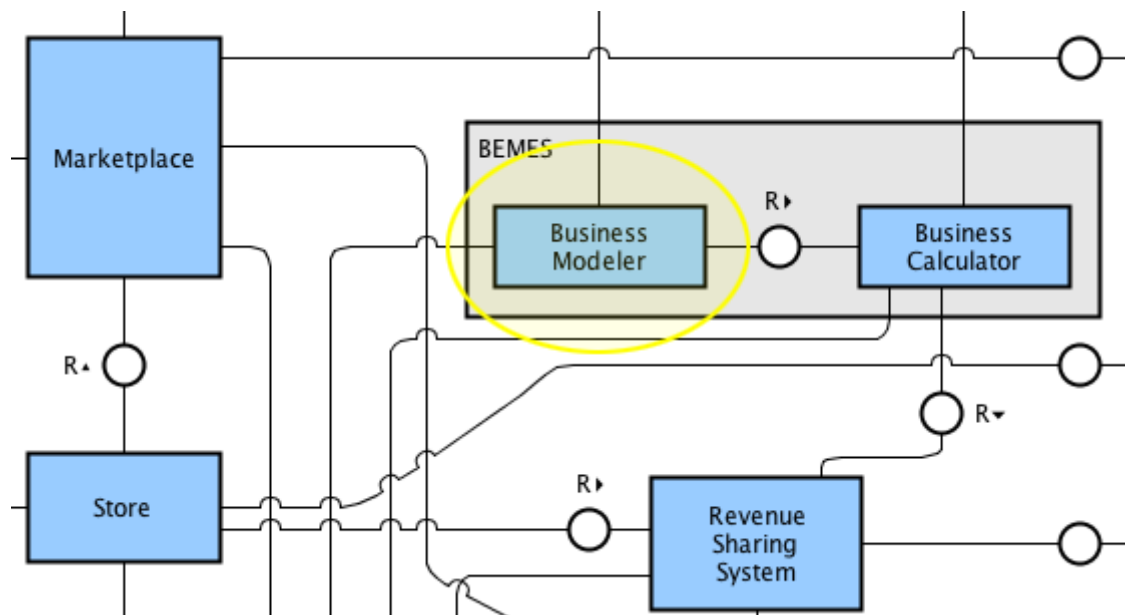 Marketplace
BEMES
Business
Modeler
R▸
Business
Calculator
R▴
R▾
Store
R▸
Revenue
Sharing
System